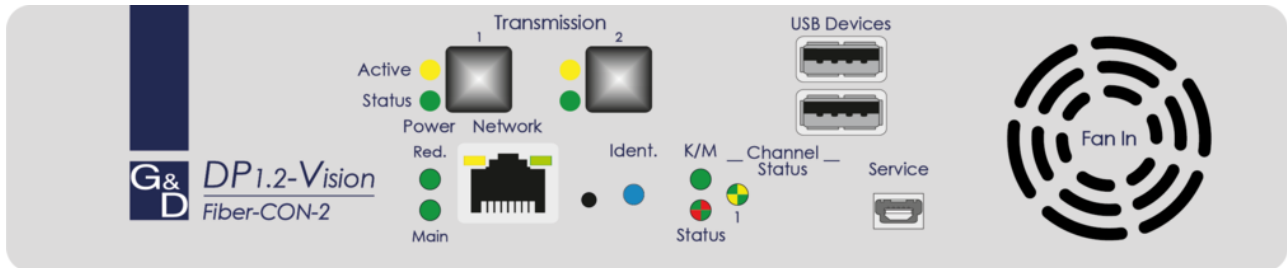 Transmission
1
2
USB Devices
Active
Status
Power
Network
Red.
Main
Ident.
K/M
Channel
Status
1
Status
Service
Fan In
G&
D
DP1.2-Vision
Fiber-CON-2